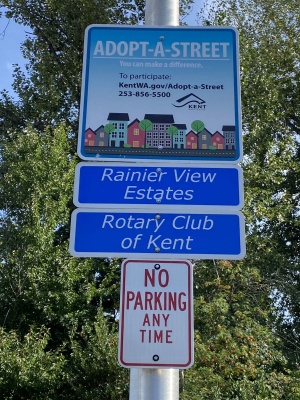 ADOPT-A-STREET
You can make a difference.
To participate:
KentWA.gov/Adopt-a-Street
253-856-5500
KENT
Rainier View
Estates
Rotary Club
of Kent
NO
PARKING
ANY
TIME